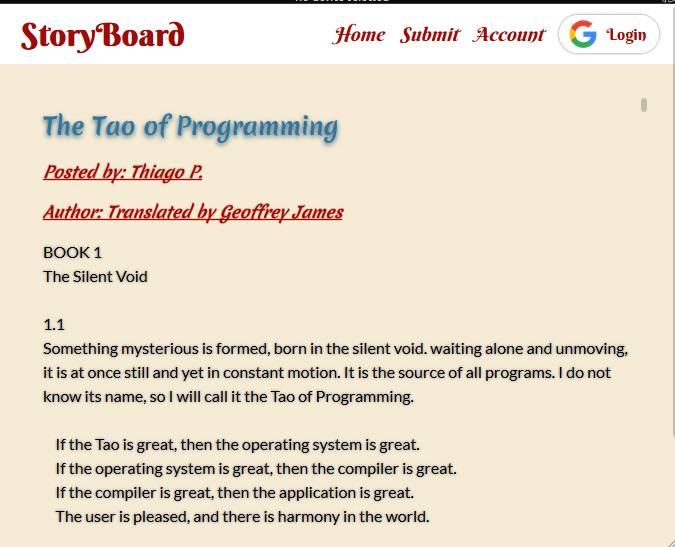 StoryBoard
Home Submit Account Login
The Tao of Programming
Posted by: Thiago P.
Author: Translated by Geoffrey James
BOOK 1
The Silent Void
1.1
Something mysterious is formed, born in the silent void. waiting alone and unmoving,
it is at once still and yet in constant motion. It is the source of all programs. I do not
know its name, so I will call it the Tao of Programming.
If the Tao is great, then the operating system is great.
If the operating system is great, then the compiler is great.
If the compiler is great, then the application is great.
The user is pleased, and there is harmony in the world.